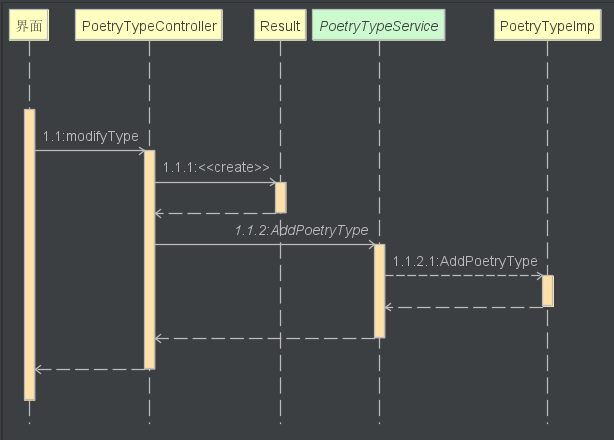 界面
PoetryTypeController
Result
PoetryTypeService
PoetryTypeImp
1.1:modifyType
1.1.1:<<create>>
1.1.2:AddPoetryType
1.1.2.1:AddPoetryType